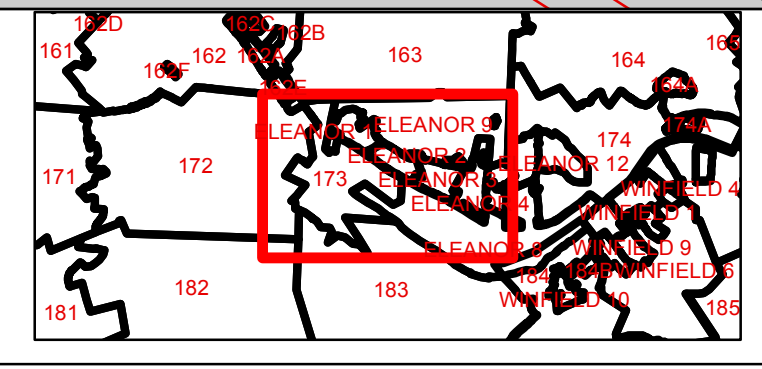 162D
162C
162B
161
162
162A
163
164
165
162F
162E
164A
ELEANOR 1
ELEANOR 9
174A
174
ELEANOR 2
ELEANOR 12
171
172
173
ELEANOR 3
WINFIELD 4
ELEANOR 4
WINFIELD 1
ELEANOR 8
WINFIELD 9
184
184B
WINFIELD 6
182
183
WINFIELD 10
181
185